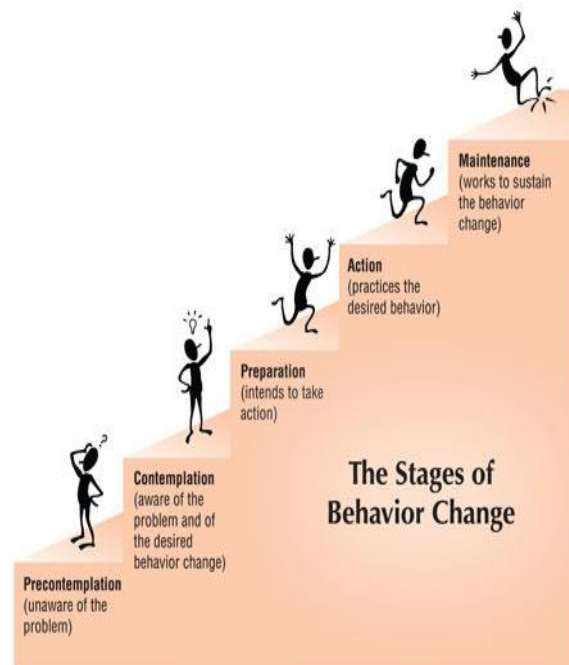 Maintenance
(works to sustain
the behavior
change)
Action
(practices the
desired behavior)
Preparation
(intends to take
action)
Contemplation
(aware of the
problem and of
the desired
behavior change)
Precontemplation
(unaware of the
problem)
The Stages of
Behavior Change
?